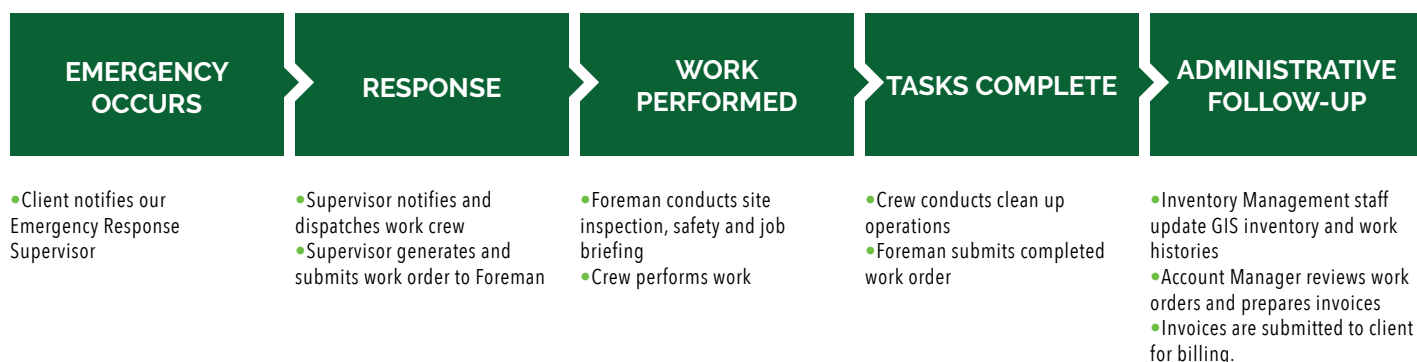 EMERGENCY
OCCURS
RESPONSE
WORK
PERFORMED
TASKS COMPLETE
ADMINISTRATIVE
FOLLOW-UP
•Client notifies our
Emergency Response
Supervisor
•Supervisor notifies and
dispatches work crew
•Supervisor generates and
submits work order to Foreman
•Foreman conducts site
inspection, safety and job
briefing
•Crew performs work
•Crew conducts clean up
operations
•Foreman submits completed
work order
•Inventory Management staff
update GIS inventory and work
histories
•Account Manager reviews work
orders and prepares invoices
•Invoices are submitted to client
for billing.